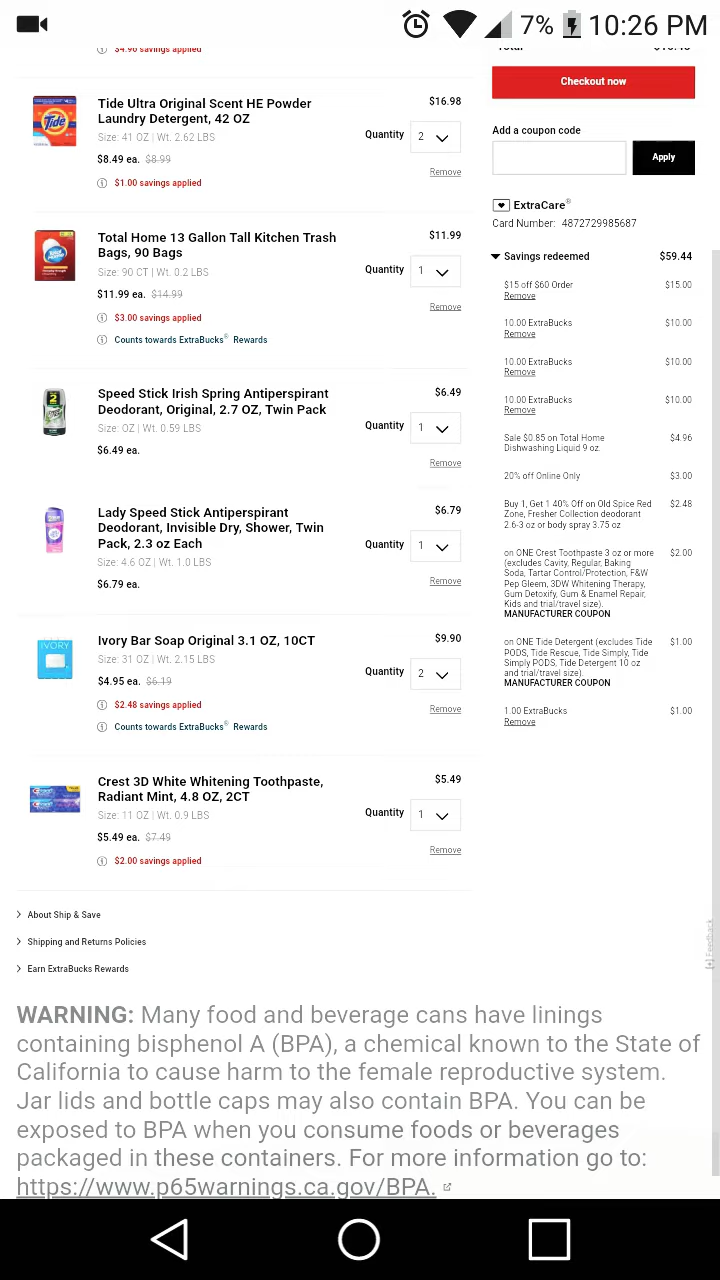 7% 10:26 PM
$4.96 savings applied
Tide Ultra Original Scent HE Powder
Laundry Detergent, 42 OZ
Size: 41 OZ | Wt. 2.62 LBS
$8.49 ea. $8.99
$1.00 savings applied
$16.98
Quantity 2
Remove
Total Home 13 Gallon Tall Kitchen Trash
Bags, 90 Bags
Size: 90 CT | Wt. 0.2 LBS
$11.99 ea. $14.99
$3.00 savings applied
Counts towards ExtraBucks® Rewards
$11.99
Quantity 1
Remove
Speed Stick Irish Spring Antiperspirant
Deodorant, Original, 2.7 OZ, Twin Pack
Size: OZ | Wt. 0.59 LBS
$6.49 ea.
$6.49
Quantity 1
Remove
Lady Speed Stick Antiperspirant
Deodorant, Invisible Dry, Shower, Twin
Pack, 2.3 oz Each
Size: 4.6 OZ | Wt. 1.0 LBS
$6.79 ea.
$6.79
Quantity 1
Remove
Ivory Bar Soap Original 3.1 OZ, 10CT
Size: 31 OZ | Wt. 2.15 LBS
$4.95 ea. $6.19
$2.48 savings applied
Counts towards ExtraBucks® Rewards
$9.90
Quantity 2
Remove
Crest 3D White Whitening Toothpaste,
Radiant Mint, 4.8 OZ, 2CT
Size: 11 OZ | Wt. 0.9 LBS
$5.49 ea. $7.49
$2.00 savings applied
$5.49
Quantity 1
Remove
Tide
IVORY
Total
Checkout now
Add a coupon code
Apply
ExtraCare®
Card Number: 4872729985687
Savings redeemed $59.44
$15 off $60 Order $15.00
Remove
10.00 ExtraBucks $10.00
Remove
10.00 ExtraBucks $10.00
Remove
10.00 ExtraBucks $10.00
Remove
Sale $0.85 on Total Home $4.96
Dishwashing Liquid 9 oz.
20% off Online Only $3.00
Buy 1, Get 1 40% Off on Old Spice Red $2.48
Zone, Fresher Collection deodorant
2.6-3 oz or body spray 3.75 oz
on ONE Crest Toothpaste 3 oz or more $2.00
(excludes Cavity, Regular, Baking
Soda, Tartar Control/Protection, F&W
Pep Gleem, 3DW Whitening Therapy,
Gum Detoxify, Gum & Enamel Repair,
Kids and trial/travel size).
MANUFACTURER COUPON
on ONE Tide Detergent (excludes Tide $1.00
PODS, Tide Rescue, Tide Simply, Tide
Simply PODS, Tide Detergent 10 oz
and trial/travel size).
MANUFACTURER COUPON
1.00 ExtraBucks $1.00
Remove
[+] Feedback
About Ship & Save
Shipping and Returns Policies
Earn ExtraBucks Rewards
WARNING: Many food and beverage cans have linings
containing bisphenol A (BPA), a chemical known to the State of
California to cause harm to the female reproductive system.
Jar lids and bottle caps may also contain BPA. You can be
exposed to BPA when you consume foods or beverages
packaged in these containers. For more information go to:
https://www.p65warnings.ca.gov/BPA.